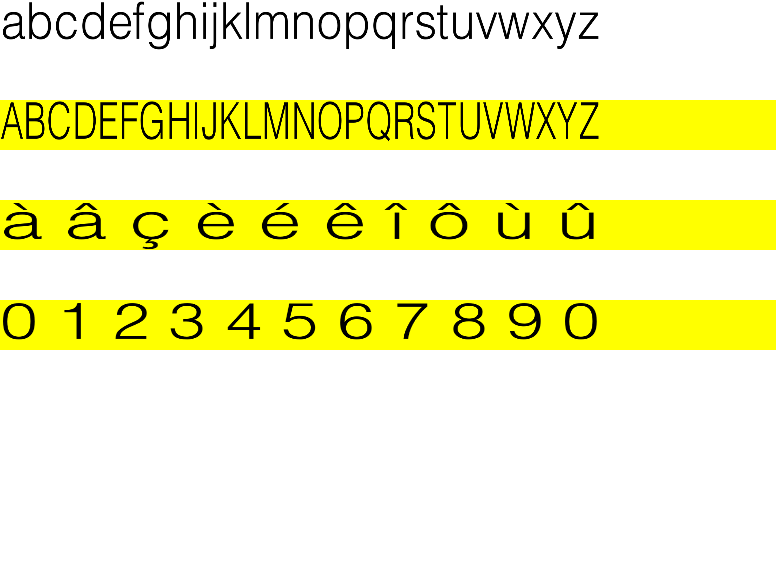 abcdefghijklmnopqrstuvwxyz
ABCDEFGHIJKLMNOPQRSTUVWXYZ
à â ç è é ê î ô ù û
0 1 2 3 4 5 6 7 8 9 0